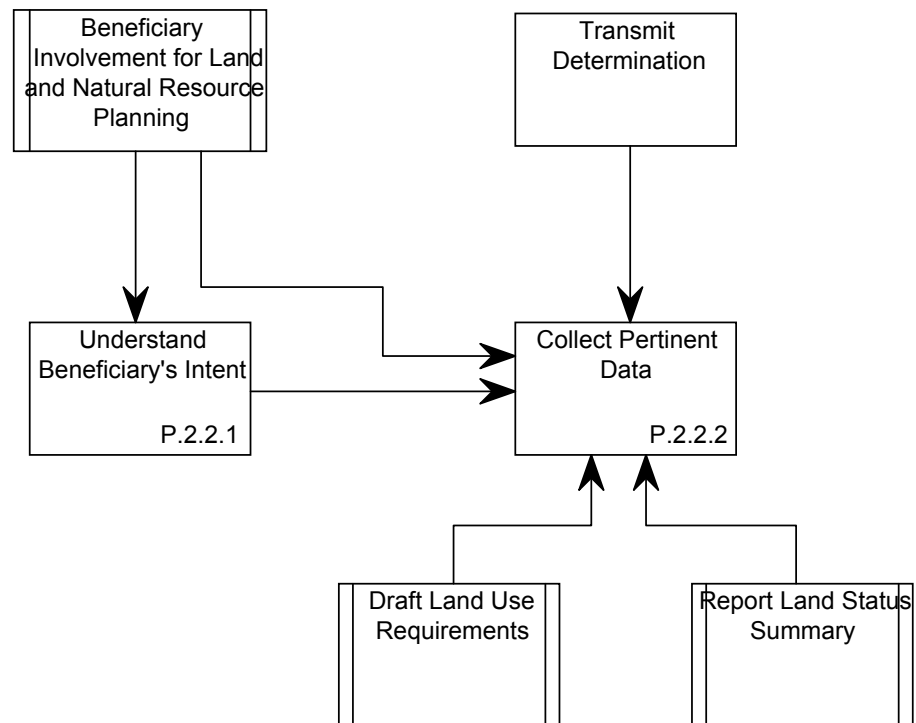 Beneficiary
Involvement for Land
and Natural Resource
Planning
Transmit
Determination
Understand
Beneficiary's Intent
P.2.2.1
Collect Pertinent
Data
P.2.2.2
Draft Land Use
Requirements
Report Land Status
Summary